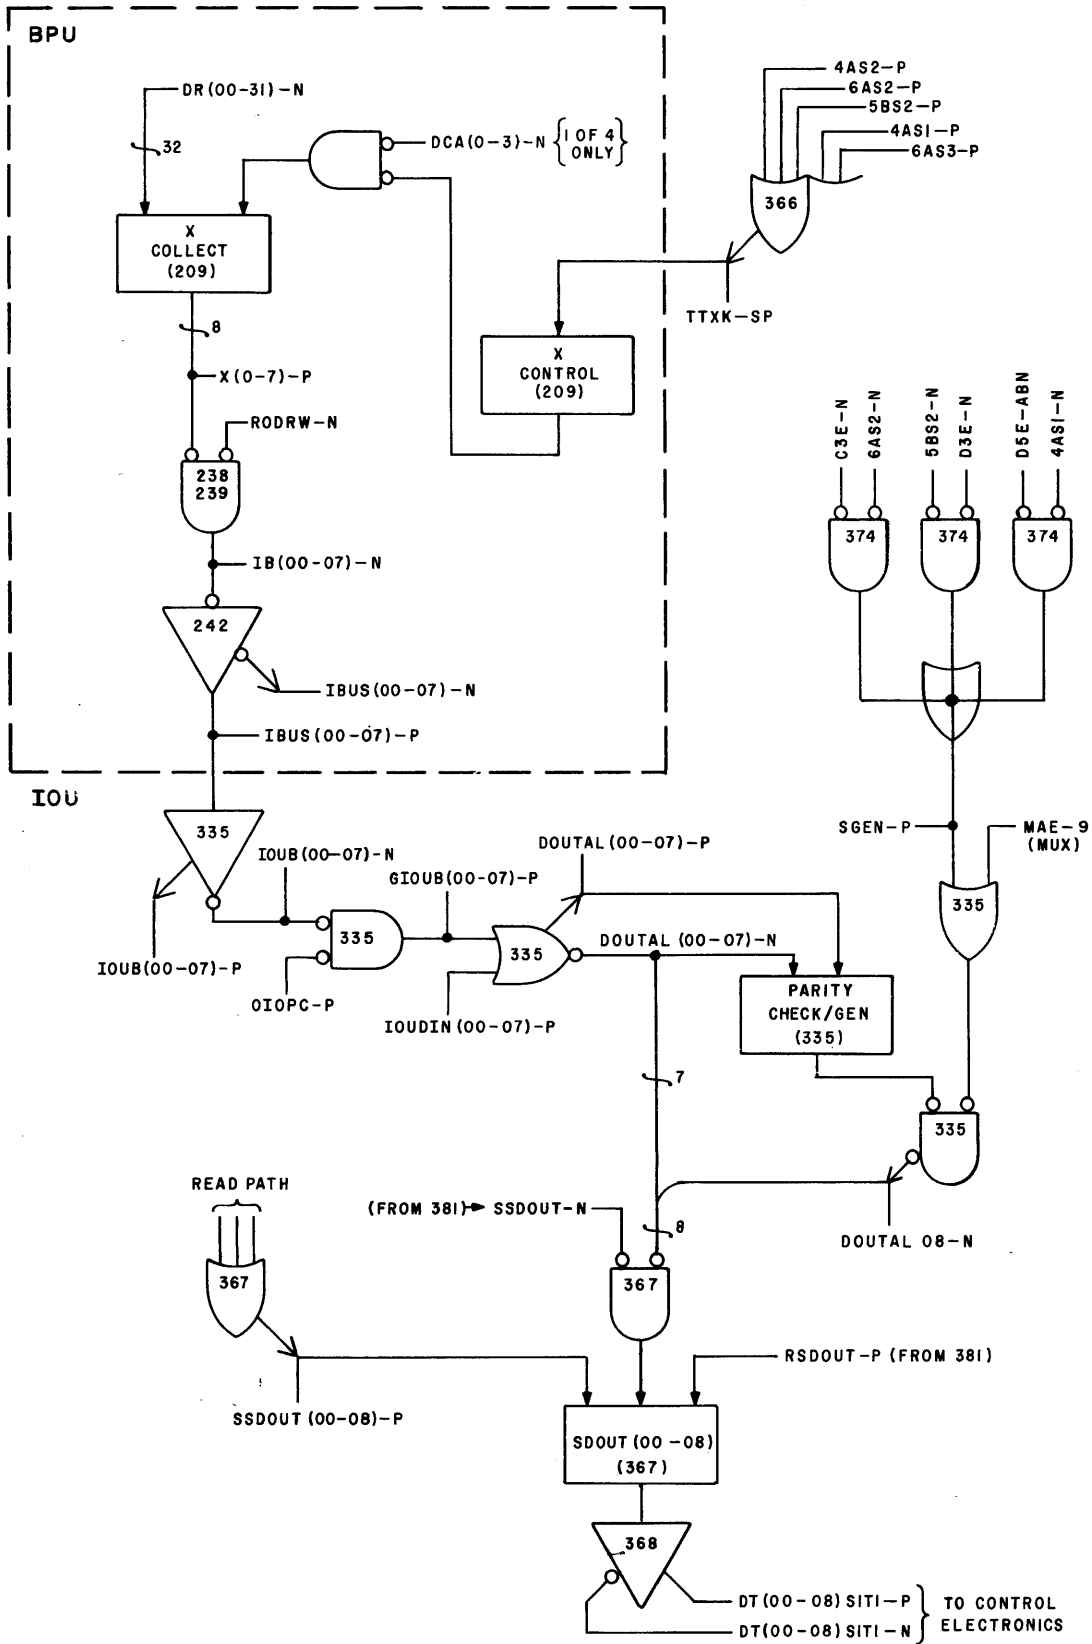 BPU
DR(00-31)-N
32
DCA(0-3)-N {1 OF 4 ONLY}
4AS2-P
6AS2-P
5BS2-P
4AS1-P
6AS3-P
366
X
COLLECT
(209)
TTXK-SP
8
X(0-7)-P
X
CONTROL
(209)
RODRW-N
238
239
C3E-N
6AS2-N
5BS2-N
D3E-N
D5E-ABN
4AS1-N
374
374
374
IB(00-07)-N
242
IBUS(00-07)-N
IBUS(00-07)-P
IOU
335
IOUB(00-07)-N
GIOUB(00-07)-P
DOUTAL(00-07)-P
SGEN-P
MAE-9
(MUX)
335
335
335
DOUTAL (00-07)-N
IOUB(00-07)-P
OIOPC-P
IOUDIN(00-07)-P
PARITY
CHECK/GEN
(335)
7
335
READ PATH
(FROM 381) SSDOUT-N
8
DOUTAL 08-N
367
367
RSDOUT-P (FROM 381)
SSDOUT(00-08)-P
SDOUT(00-08)
(367)
368
DT(00-08) SIT1-P
DT(00-08) SIT1-N
TO CONTROL
ELECTRONICS